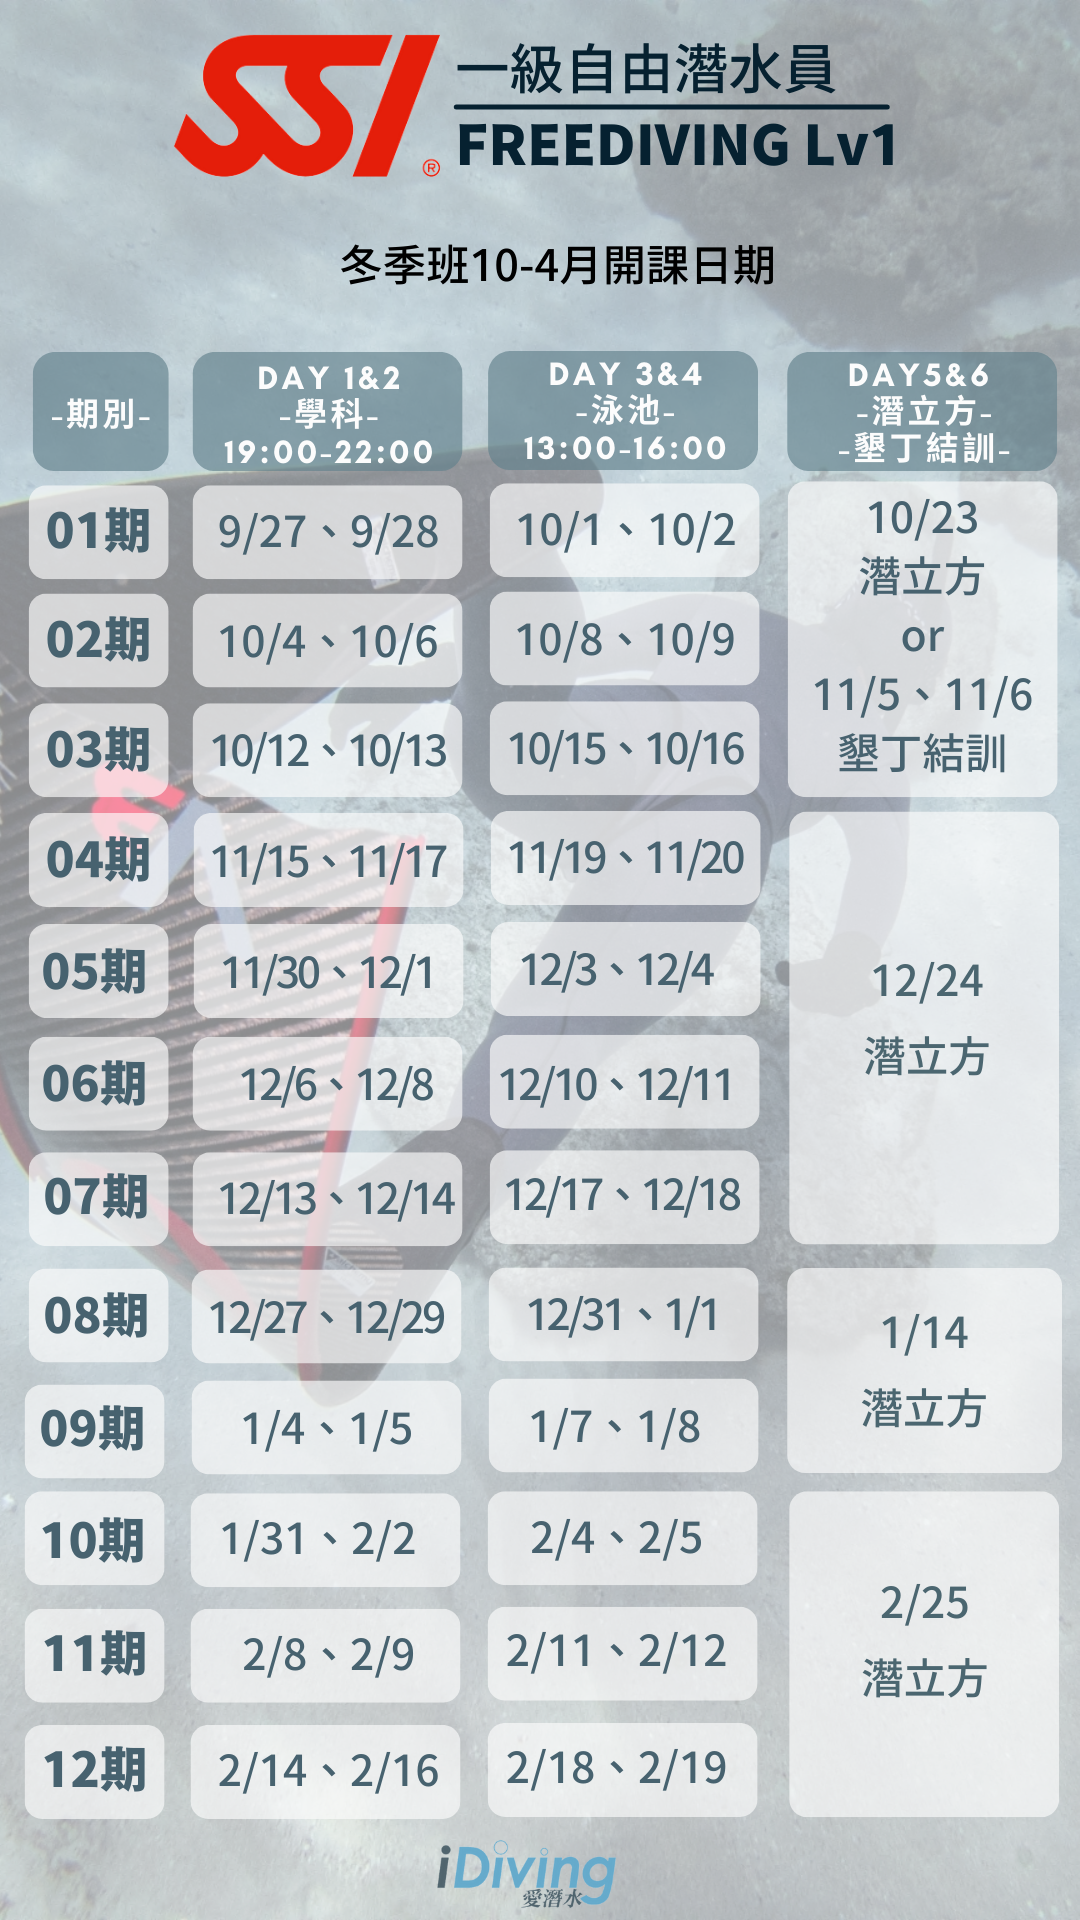 SSI®
一級自由潛水員
FREEDIVING Lv1
冬季班10-4月開課日期
-期別-
DAY 1&2
-學科-
19:00-22:00
DAY 3&4
-泳池-
13:00-16:00
DAY5&6
-潛立方-
-墾丁結訓-
01期
9/27、9/28
10/1、10/2
10/23
潛立方
or
11/5、11/6
墾丁結訓
02期
10/4、10/6
10/8、10/9
03期
10/12、10/13
10/15、10/16
04期
11/15、11/17
11/19、11/20
12/24
潛立方
05期
11/30、12/1
12/3、12/4
06期
12/6、12/8
12/10、12/11
07期
12/13、12/14
12/17、12/18
08期
12/27、12/29
12/31、1/1
1/14
潛立方
09期
1/4、1/5
1/7、1/8
10期
1/31、2/2
2/4、2/5
2/25
潛立方
11期
2/8、2/9
2/11、2/12
12期
2/14、2/16
2/18、2/19
iDiving
愛潛水